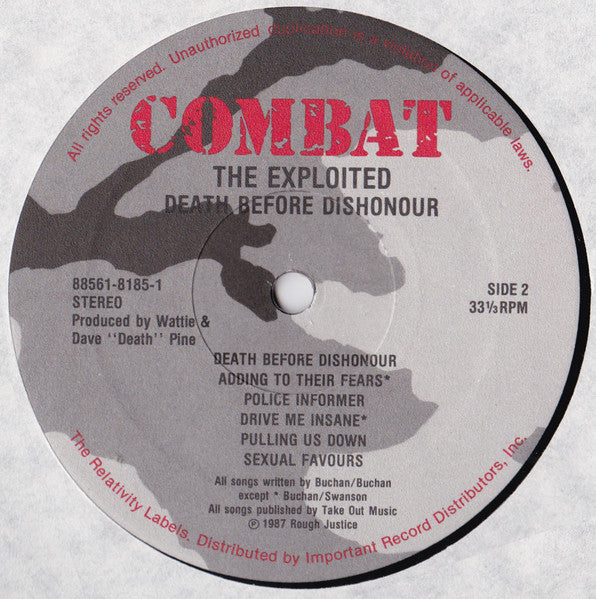 All rights reserved. Unauthorized duplication is a violation of applicable laws.
COMBAT
THE EXPLOITED
DEATH BEFORE DISHONOUR
88561-8185-1
STEREO
Produced by Wattie &
Dave "Death" Pine
SIDE 2
33⅓ RPM
DEATH BEFORE DISHONOUR
ADDING TO THEIR FEARS*
POLICE INFORMER
DRIVE ME INSANE*
PULLING US DOWN
SEXUAL FAVOURS
All songs written by Buchan/Buchan
except * Buchan/Swanson
All songs published by Take Out Music
℗ 1987 Rough Justice
The Relativity Labels. Distributed by Important Record Distributors, Inc.